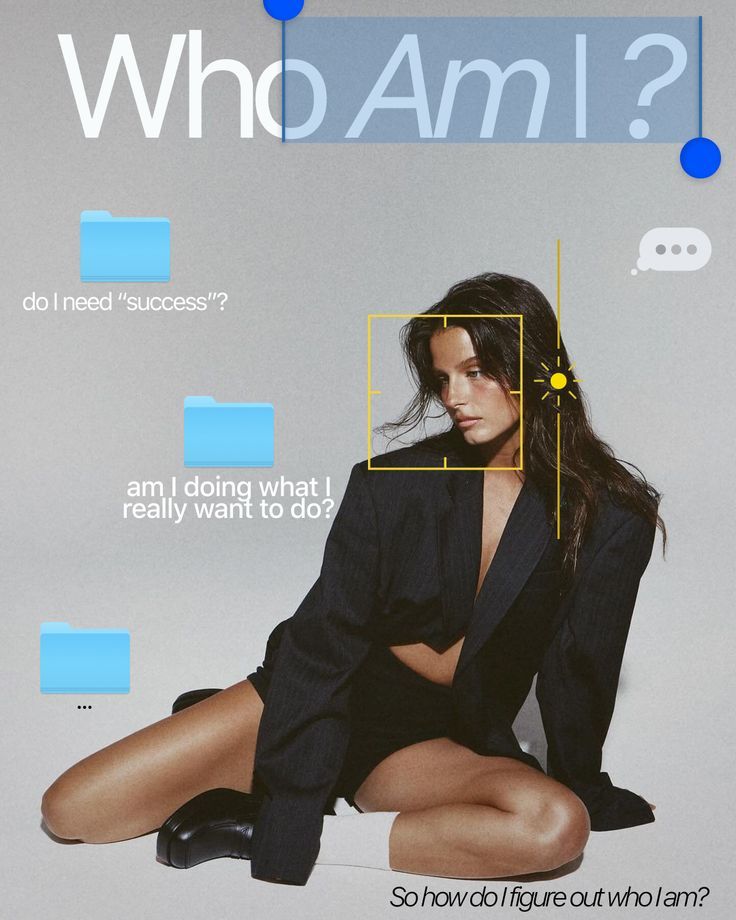 Who Am I ?
do I need “success”?
am I doing what I
really want to do?
...
So how do I figure out who I am?